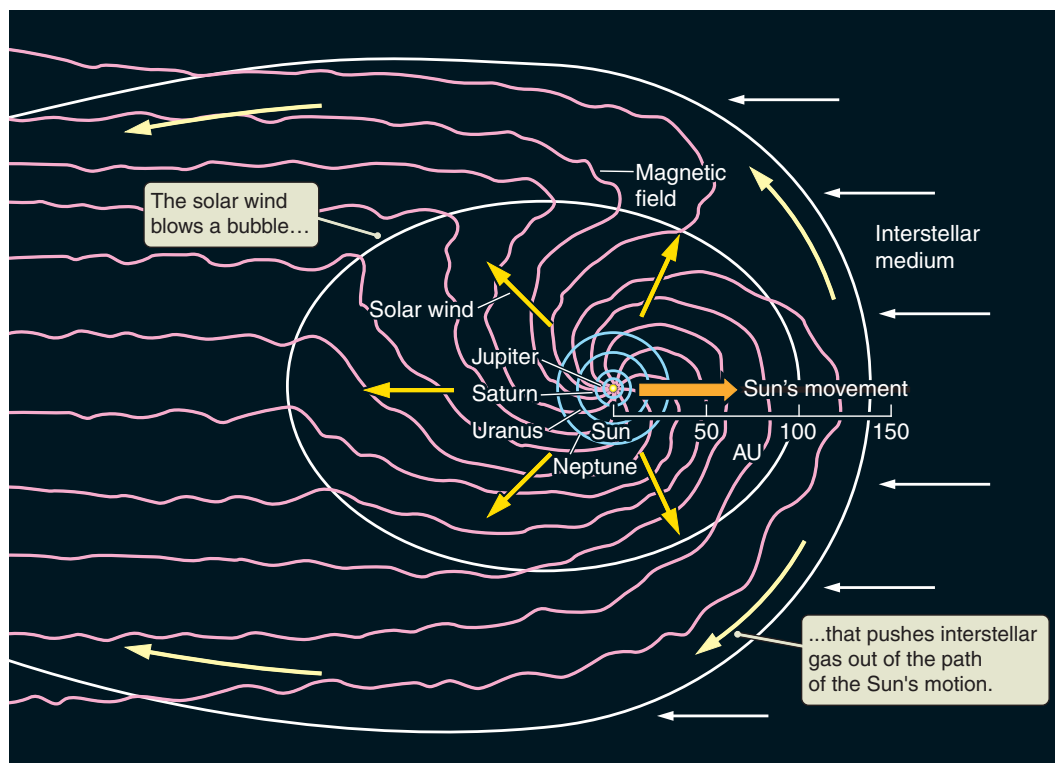 Magnetic
field
The solar wind
blows a bubble…
Interstellar
medium
Solar wind
Jupiter
Saturn
Sun's movement
Uranus
Sun
50
100
150
AU
Neptune
...that pushes interstellar
gas out of the path
of the Sun's motion.